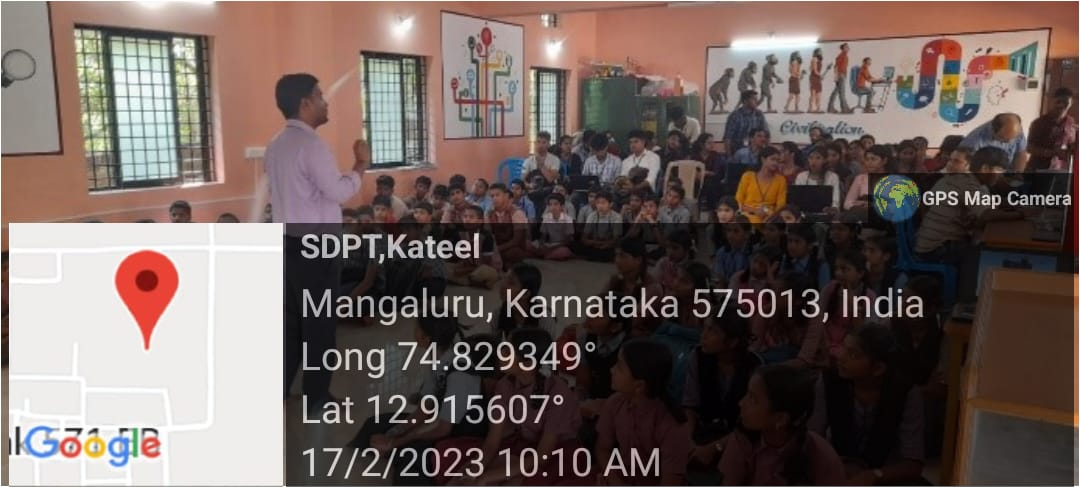 Civilization
GPS Map Camera
SDPT,Kateel
Mangaluru, Karnataka 575013, India
Long 74.829349°
Lat 12.915607°
17/2/2023 10:10 AM
Google